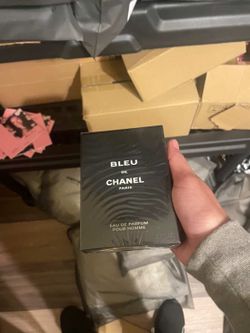 BLEU
DE
CHANEL
PARIS
EAU DE PARFUM
POUR HOMME